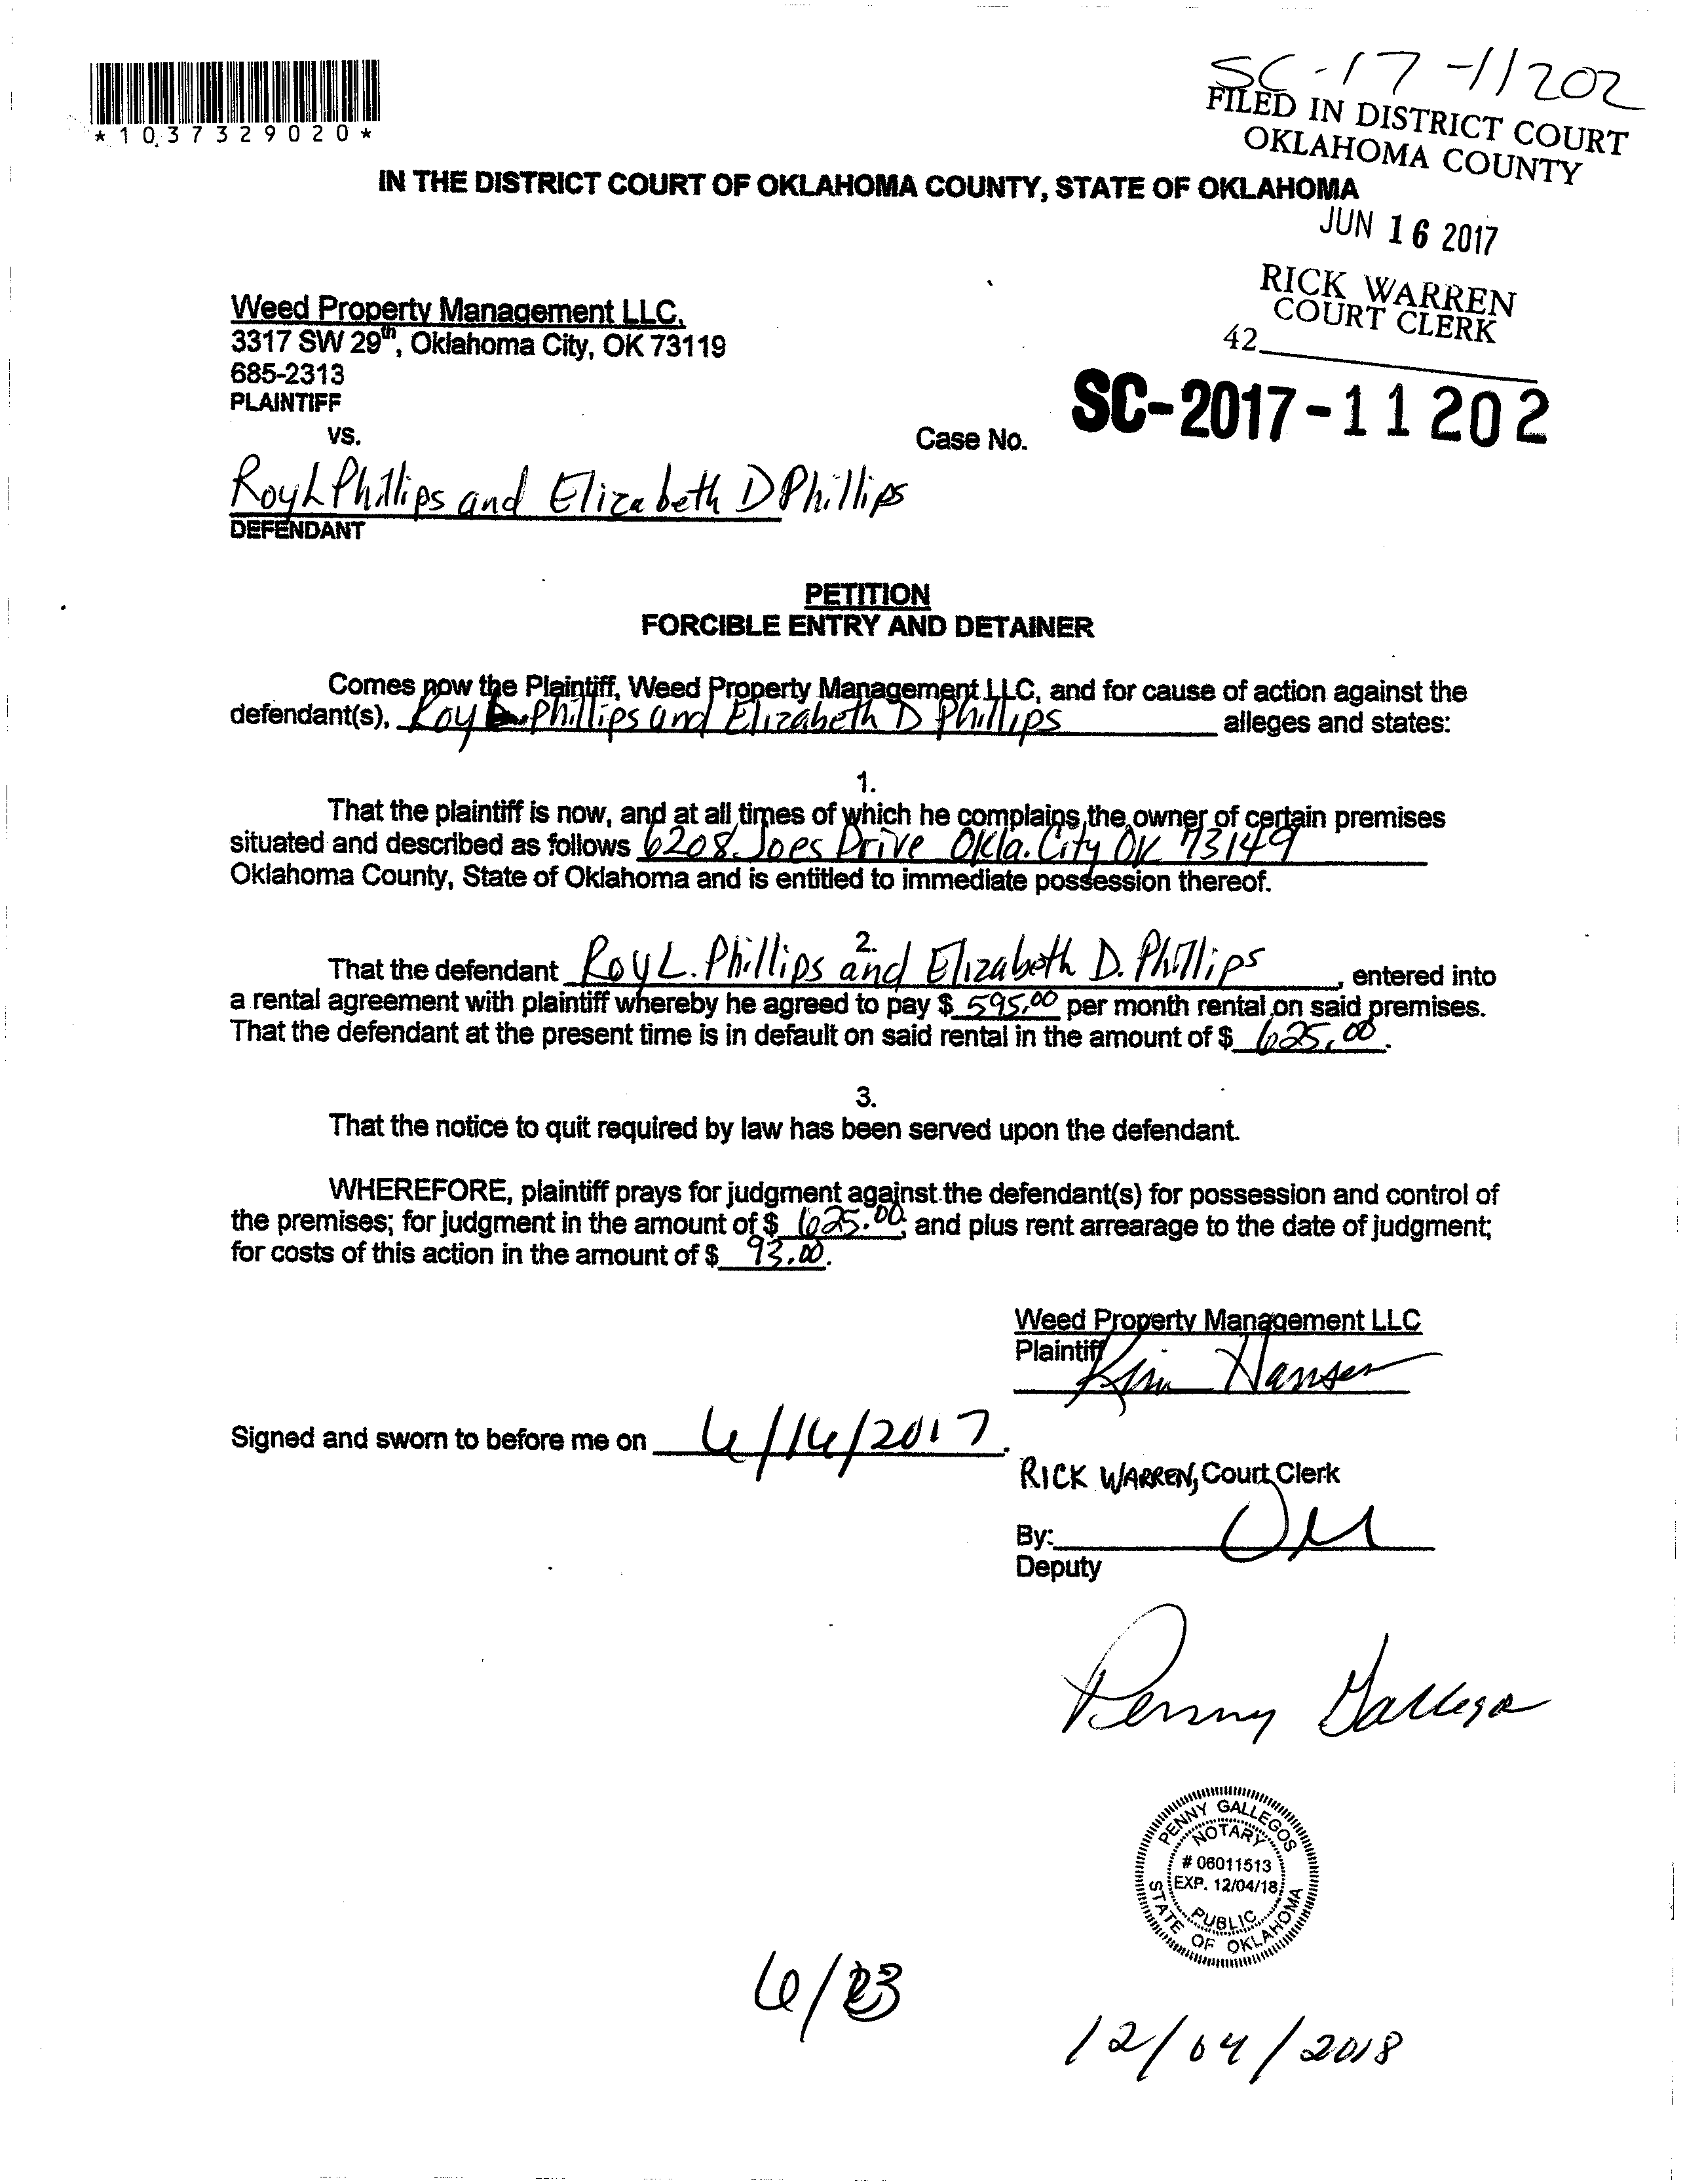 SC-17-11202
FILED IN DISTRICT COURT
OKLAHOMA COUNTY
*1037329020*
IN THE DISTRICT COURT OF OKLAHOMA COUNTY, STATE OF OKLAHOMA
JUN 16 2017
RICK WARREN
COURT CLERK
42
Weed Property Management LLC,
3317 SW 29th, Oklahoma City, OK 73119
685-2313
PLAINTIFF
vs.
Case No. SC-2017-11202
Roy L Phillips and Elizabeth D Phillips
DEFENDANT
PETITION
FORCIBLE ENTRY AND DETAINER
Comes now the Plaintiff, Weed Property Management LLC, and for cause of action against the
defendant(s), Roy Phillips and Elizabeth D Phillips alleges and states:
1.
That the plaintiff is now, and at all times of which he complains, the owner of certain premises
situated and described as follows 6208 Joes Drive Okla. City OK 73149
Oklahoma County, State of Oklahoma and is entitled to immediate possession thereof.
2.
That the defendant Roy L. Phillips and Elizabeth D. Phillips, entered into
a rental agreement with plaintiff whereby he agreed to pay $ 595.00 per month rental on said premises.
That the defendant at the present time is in default on said rental in the amount of $ 625.00.
3.
That the notice to quit required by law has been served upon the defendant.
WHEREFORE, plaintiff prays for judgment against the defendant(s) for possession and control of
the premises; for judgment in the amount of $ 625.00; and plus rent arrearage to the date of judgment;
for costs of this action in the amount of $ 93.00.
Weed Property Management LLC
Plaintiff
Kim Hansen
Signed and sworn to before me on 6/16/2017.
RICK WARREN, Court Clerk
By:
Deputy
Penny Gallegos
PENNY GALLEGOS
NOTARY
# 06011513
EXP. 12/04/18
PUBLIC
STATE OF OKLAHOMA
6/23
12/04/2018